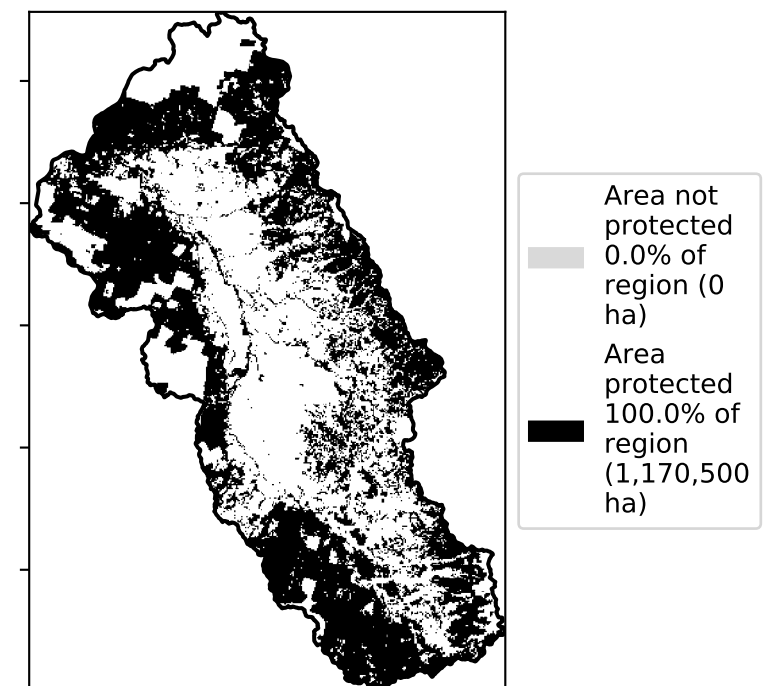 Area not
protected
0.0% of
region (0
ha)
Area
protected
100.0% of
region
(1,170,500
ha)